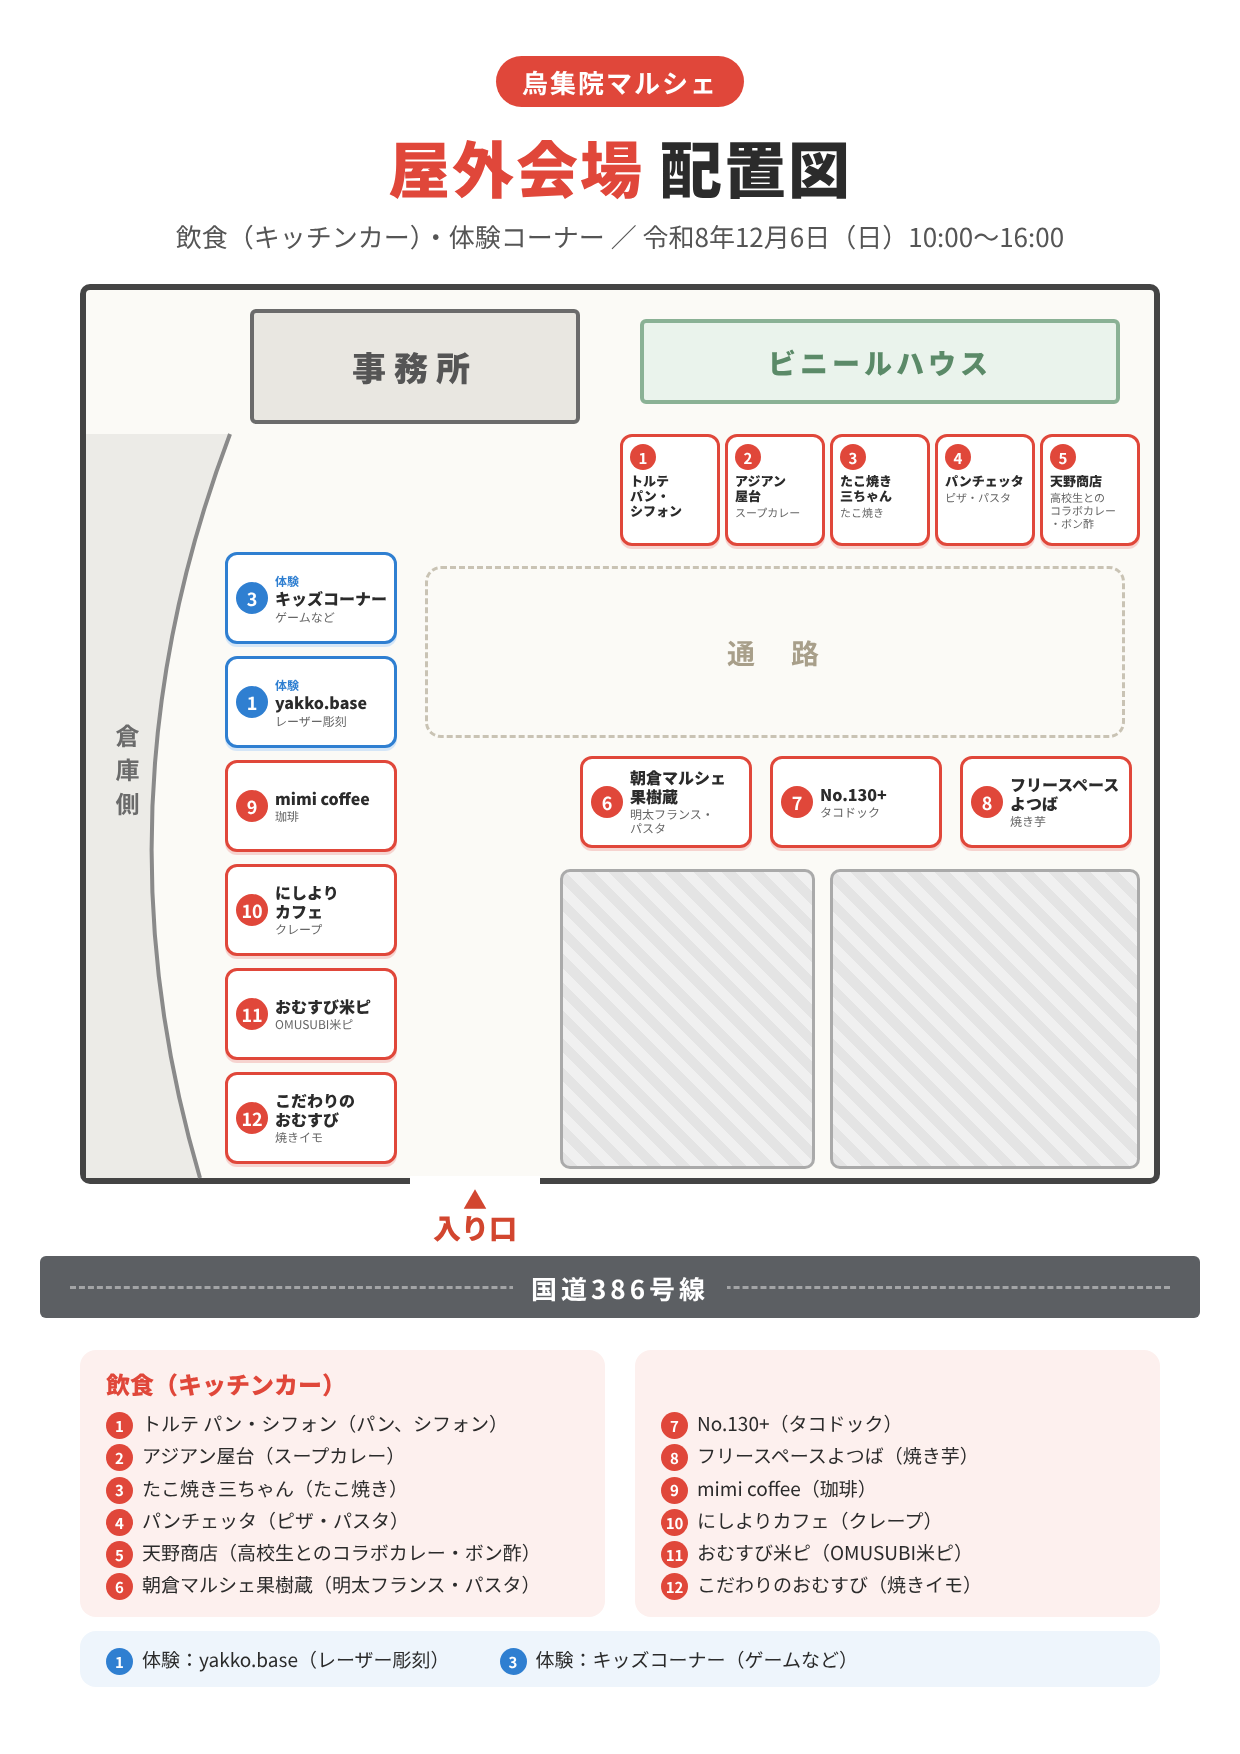 烏集院マルシェ
屋外会場 配置図
飲食（キッチンカー）・体験コーナー ／ 令和8年12月6日（日）10:00〜16:00
事務所
ビニールハウス
1
トルテ
パン・
シフォン
2
アジアン
屋台
スープカレー
3
たこ焼き
三ちゃん
たこ焼き
4
パンチェッタ
ピザ・パスタ
5
天野商店
高校生との
コラボカレー
・ボン酢
3
体験
キッズコーナー
ゲームなど
通 路
1
体験
yakko.base
レーザー彫刻
倉庫側
9
mimi coffee
珈琲
6
朝倉マルシェ
果樹蔵
明太フランス・
パスタ
7
No.130+
タコドック
8
フリースペース
よつば
焼き芋
10
にしより
カフェ
クレープ
11
おむすび米ピ
OMUSUBI米ピ
12
こだわりの
おむすび
焼きイモ
▲
入り口
国道386号線
飲食（キッチンカー）
1 トルテ パン・シフォン（パン、シフォン）
2 アジアン屋台（スープカレー）
3 たこ焼き三ちゃん（たこ焼き）
4 パンチェッタ（ピザ・パスタ）
5 天野商店（高校生とのコラボカレー・ボン酢）
6 朝倉マルシェ果樹蔵（明太フランス・パスタ）
7 No.130+（タコドック）
8 フリースペースよつば（焼き芋）
9 mimi coffee（珈琲）
10 にしよりカフェ（クレープ）
11 おむすび米ピ（OMUSUBI米ピ）
12 こだわりのおむすび（焼きイモ）
1 体験：yakko.base（レーザー彫刻） 3 体験：キッズコーナー（ゲームなど）